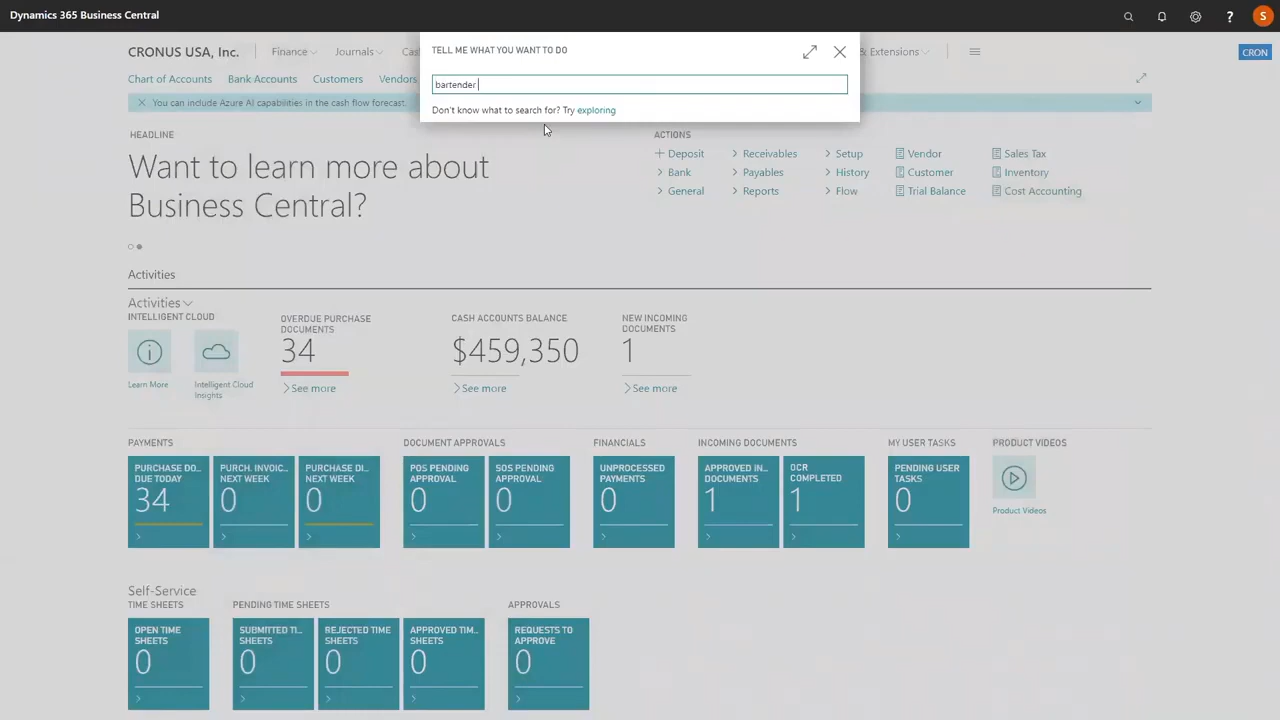 Dynamics 365 Business Central
?
S
CRONUS USA, Inc.
Finance
Journals
Cas
& Extensions
CRON
TELL ME WHAT YOU WANT TO DO
bartender
Don't know what to search for? Try exploring
Chart of Accounts
Bank Accounts
Customers
Vendors
You can include Azure AI capabilities in the cash flow forecast.
HEADLINE
Want to learn more about
Business Central?
ACTIONS
Deposit
Receivables
Setup
Vendor
Sales Tax
Bank
Payables
History
Customer
Inventory
General
Reports
Flow
Trial Balance
Cost Accounting
Activities
Activities
INTELLIGENT CLOUD
Learn More
Intelligent Cloud
Insights
OVERDUE PURCHASE
DOCUMENTS
34
See more
CASH ACCOUNTS BALANCE
$459,350
See more
NEW INCOMING
DOCUMENTS
1
See more
PAYMENTS
PURCHASE DO...
DUE TODAY
34
PURCH. INVOIC...
NEXT WEEK
0
PURCHASE DI...
NEXT WEEK
0
DOCUMENT APPROVALS
POS PENDING
APPROVAL
0
SOS PENDING
APPROVAL
0
FINANCIALS
UNPROCESSED
PAYMENTS
0
INCOMING DOCUMENTS
APPROVED IN...
DOCUMENTS
1
OCR
COMPLETED
1
MY USER TASKS
PENDING USER
TASKS
0
PRODUCT VIDEOS
Product Videos
Self-Service
TIME SHEETS
OPEN TIME
SHEETS
0
PENDING TIME SHEETS
SUBMITTED TI...
SHEETS
0
REJECTED TIME
SHEETS
0
APPROVED TIM...
SHEETS
0
APPROVALS
REQUESTS TO
APPROVE
0